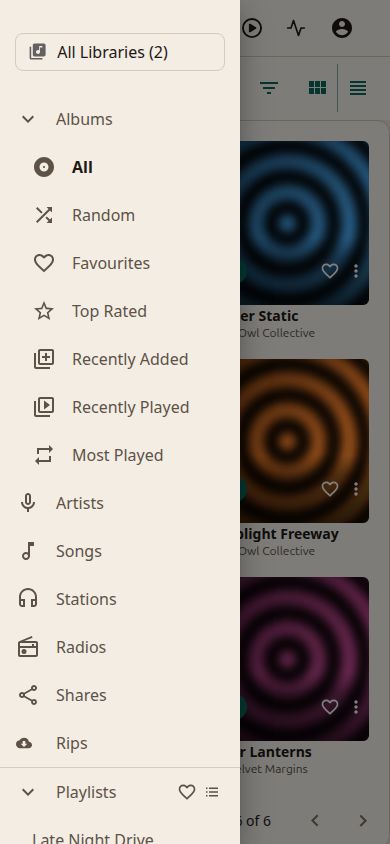 All Libraries (2)
Albums
All
Random
Favourites
Top Rated
Recently Added
Recently Played
Most Played
Artists
Songs
Stations
Radios
Shares
Rips
Playlists
Late Night Drive
er Static
Owl Collective
Freeway
Owl Collective
Lanterns
elvet Margins
of 6